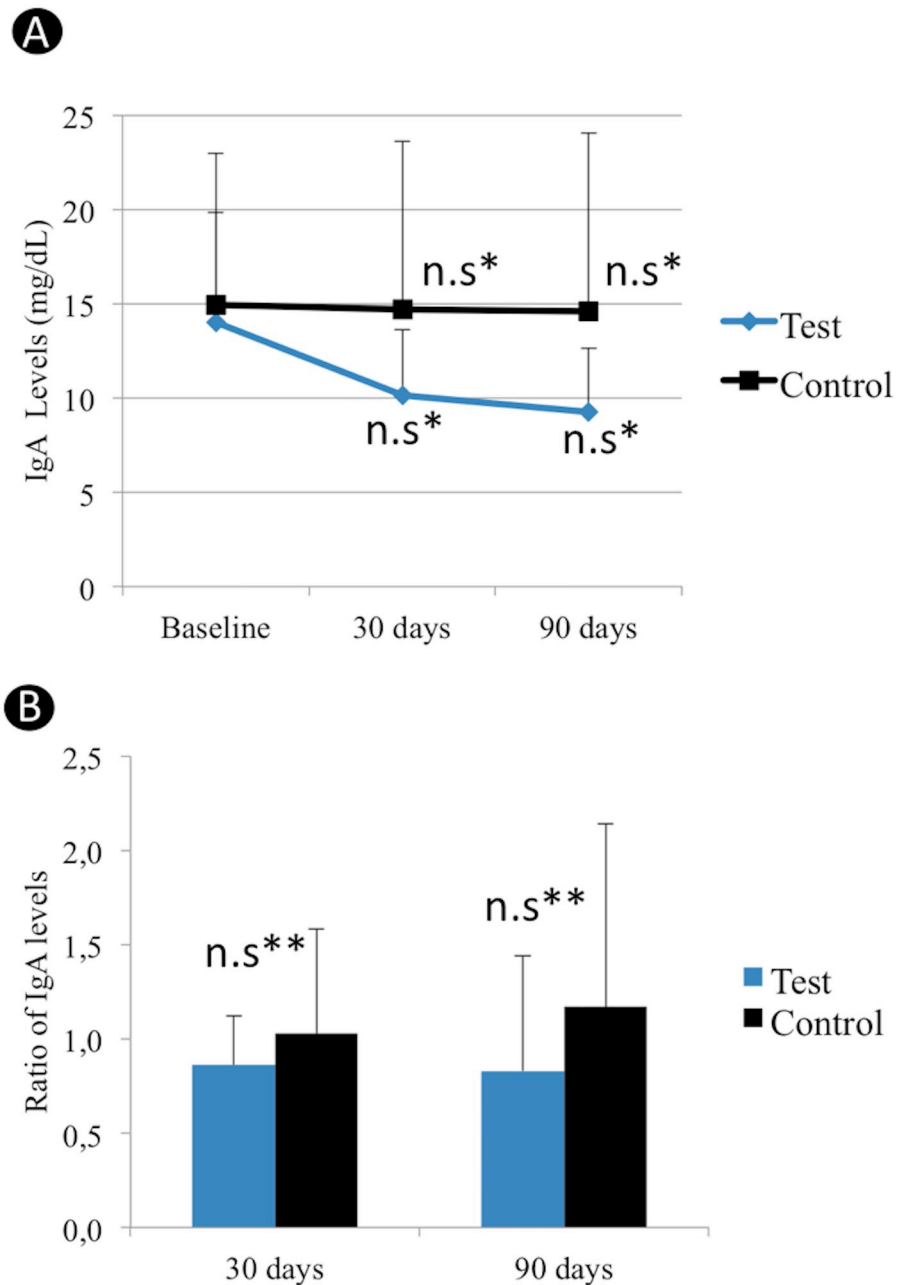 A
IgA Levels (mg/dL)
25
20
15
10
5
0
n.s*
n.s*
n.s*
n.s*
Baseline
30 days
90 days
Test
Control
B
Ratio of IgA levels
2,5
2,0
1,5
1,0
0,5
0,0
n.s**
n.s**
30 days
90 days
Test
Control